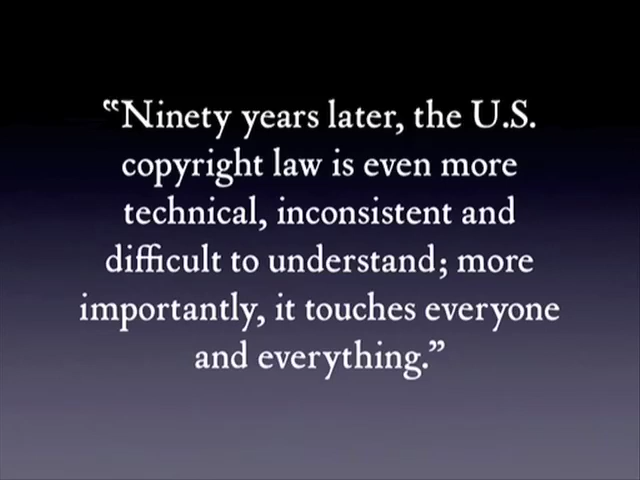 “Ninety years later, the U.S.
copyright law is even more
technical, inconsistent and
difficult to understand; more
importantly, it touches everyone
and everything.”